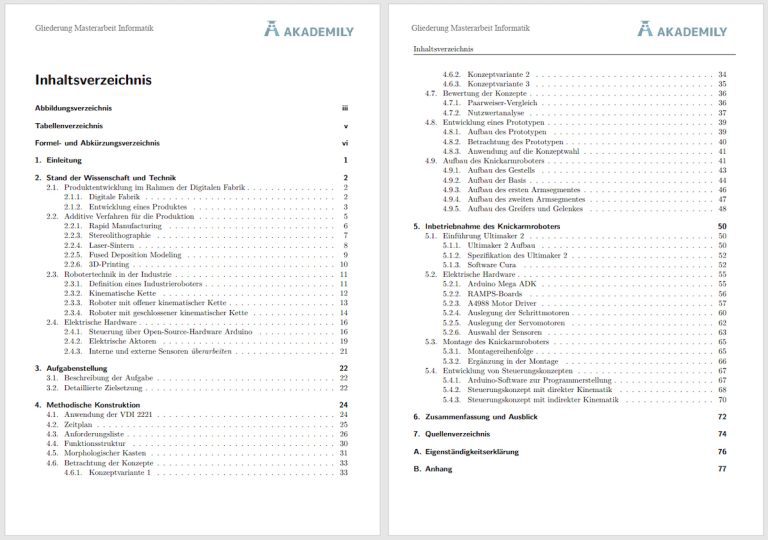 Gliederung Masterarbeit Informatik
AKADEMILY
Inhaltsverzeichnis
Abbildungsverzeichnis iii
Tabellenverzeichnis v
Formel- und Abkürzungsverzeichnis vi
1. Einleitung 1
2. Stand der Wissenschaft und Technik 2
2.1. Produktentwicklung im Rahmen der Digitalen Fabrik . . . 2
2.1.1. Digitale Fabrik . . . 2
2.1.2. Entwicklung eines Produktes . . . 3
2.2. Additive Verfahren für die Produktion . . . 5
2.2.1. Rapid Manufacturing . . . 6
2.2.3. Stereolithographie . . . 7
2.2.4. Laser-Sintern . . . 8
2.2.5. Fused Deposition Modeling . . . 9
2.2.6. 3D-Printing . . . 10
2.3. Robotertechnik in der Industrie . . . 11
2.3.1. Definition eines Industrieroboters . . . 11
2.3.2. Kinematische Kette . . . 12
2.3.3. Roboter mit offener kinematischer Kette . . . 13
2.3.4. Roboter mit geschlossener kinematischer Kette . . . 14
2.4. Elektrische Hardware . . . 16
2.4.1. Steuerung über Open-Source-Hardware Arduino . . . 16
2.4.2. Elektrische Aktoren . . . 19
2.4.3. Interne und externe Sensoren überarbeiten . . . 21
3. Aufgabenstellung 22
3.1. Beschreibung der Aufgabe . . . 22
3.2. Detaillierte Zielsetzung . . . 22
4. Methodische Konstruktion 24
4.1. Anwendung der VDI 2221 . . . 24
4.2. Zeitplan . . . 25
4.3. Anforderungsliste . . . 26
4.4. Funktionsstruktur . . . 30
4.5. Morphologischer Kasten . . . 31
4.6. Betrachtung der Konzepte . . . 33
4.6.1. Konzeptvariante 1 . . . 33
Gliederung Masterarbeit Informatik
AKADEMILY
Inhaltsverzeichnis
4.6.2. Konzeptvariante 2 . . . 34
4.6.3. Konzeptvariante 3 . . . 35
4.7. Bewertung der Konzepte . . . 36
4.7.1. Paarweiser-Vergleich . . . 36
4.7.2. Nutzwertanalyse . . . 37
4.8. Entwicklung eines Prototypen . . . 39
4.8.1. Aufbau des Prototypen . . . 39
4.8.2. Betrachtung des Prototypen . . . 40
4.8.3. Anwendung auf die Konzeptwahl . . . 41
4.9. Aufbau des Knickarmroboters . . . 41
4.9.1. Aufbau des Gestells . . . 43
4.9.2. Aufbau der Basis . . . 44
4.9.3. Aufbau des ersten Armsegmentes . . . 46
4.9.4. Aufbau des zweiten Armsegmentes . . . 47
4.9.5. Aufbau des Greifers und Gelenkes . . . 48
5. Inbetriebnahme des Knickarmroboters 50
5.1. Einführung Ultimaker 2 . . . 50
5.1.1. Ultimaker 2 Aufbau . . . 50
5.1.2. Spezifikation des Ultimaker 2 . . . 52
5.1.3. Software Cura . . . 52
5.2. Elektrische Hardware . . . 55
5.2.1. Arduino Mega ADK . . . 55
5.2.2. RAMPS-Boards . . . 56
5.2.3. A4988 Motor Driver . . . 57
5.2.4. Auslegung der Schrittmotoren . . . 60
5.2.5. Auslegung der Servomotoren . . . 62
5.2.6. Auswahl der Sensoren . . . 63
5.3. Montage des Knickarmroboters . . . 65
5.3.1. Montagereihenfolge . . . 65
5.3.2. Ergänzung in der Montage . . . 66
5.4. Entwicklung von Steuerungskonzepten . . . 67
5.4.1. Arduino-Software zur Programmerstellung . . . 67
5.4.2. Steuerungskonzept mit direkter Kinematik . . . 68
5.4.3. Steuerungskonzept mit indirekter Kinematik . . . 70
6. Zusammenfassung und Ausblick 72
7. Quellenverzeichnis 74
A. Eigenständigkeitserklärung 76
B. Anhang 77